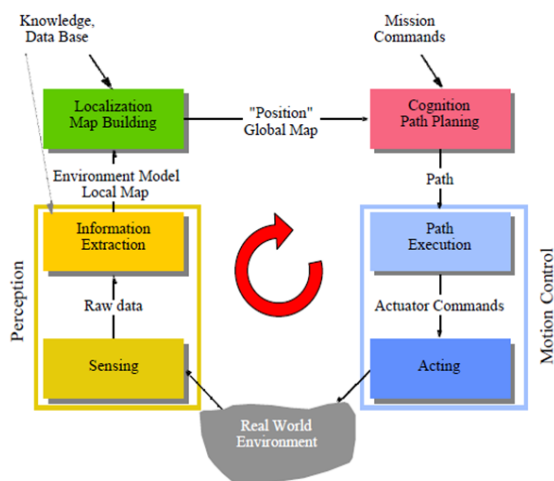 Knowledge,
Data Base
Mission
Commands
Localization
Map Building
"Position"
Global Map
Cognition
Path Planing
Environment Model
Local Map
Path
Information
Extraction
Path
Execution
Perception
Motion Control
Raw data
Actuator Commands
Sensing
Acting
Real World
Environment